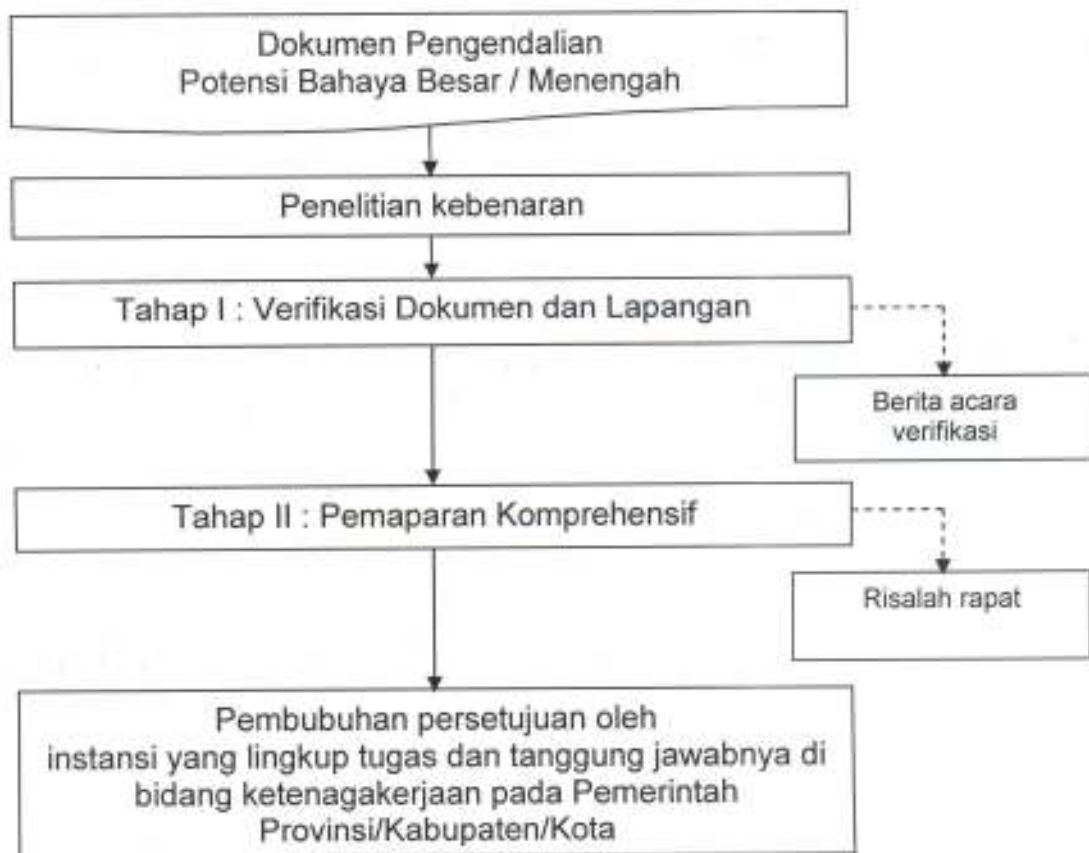 Dokumen Pengendalian
Potensi Bahaya Besar / Menengah
Penelitian kebenaran
Tahap I : Verifikasi Dokumen dan Lapangan
Berita acara
verifikasi
Tahap II : Pemaparan Komprehensif
Risalah rapat
Pembubuhan persetujuan oleh
instansi yang lingkup tugas dan tanggung jawabnya di
bidang ketenagakerjaan pada Pemerintah
Provinsi/Kabupaten/Kota